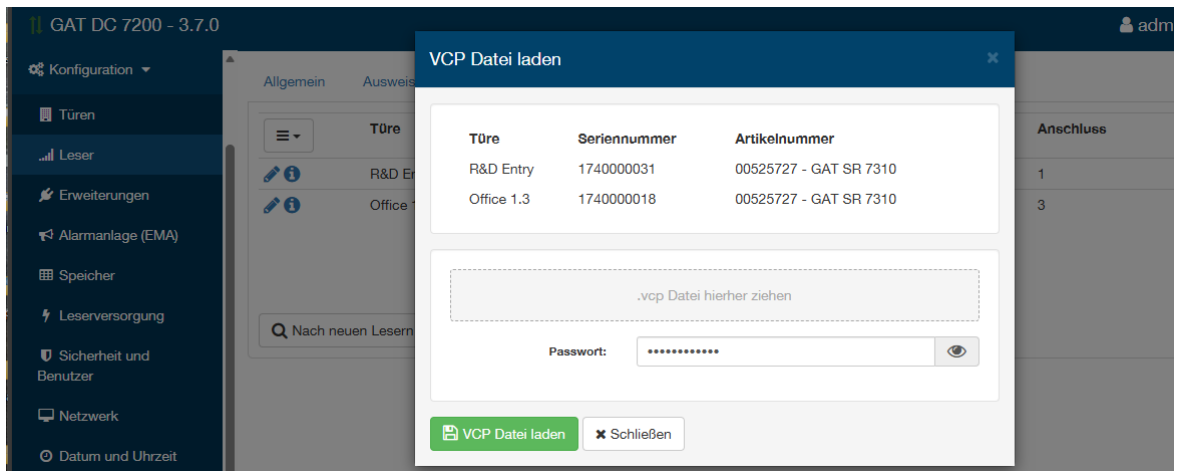 GAT DC 7200 - 3.7.0
adm
Konfiguration
Türen
Leser
Erweiterungen
Alarmanlage (EMA)
Speicher
Leserversorgung
Sicherheit und
Benutzer
Netzwerk
Datum und Uhrzeit
Allgemein Ausweis
Türe Anschluss
R&D En 1
Office 1 3
Nach neuen Lesern
VCP Datei laden
Türe Seriennummer Artikelnummer
R&D Entry 1740000031 00525727 - GAT SR 7310
Office 1.3 1740000018 00525727 - GAT SR 7310
.vcp Datei hierher ziehen
Passwort: ••••••••••••
VCP Datei laden Schließen